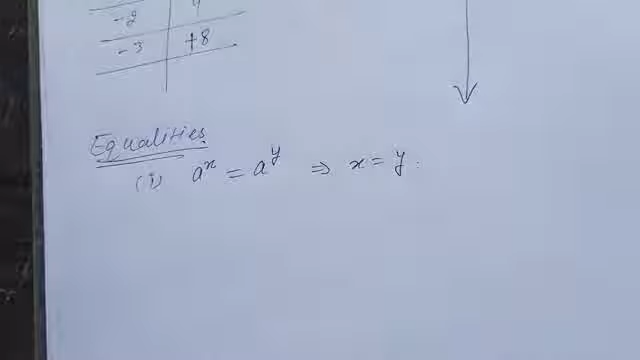 -2 4
-3 +8
Equalities
(i) aˣ = aʸ ⇒ x = y.